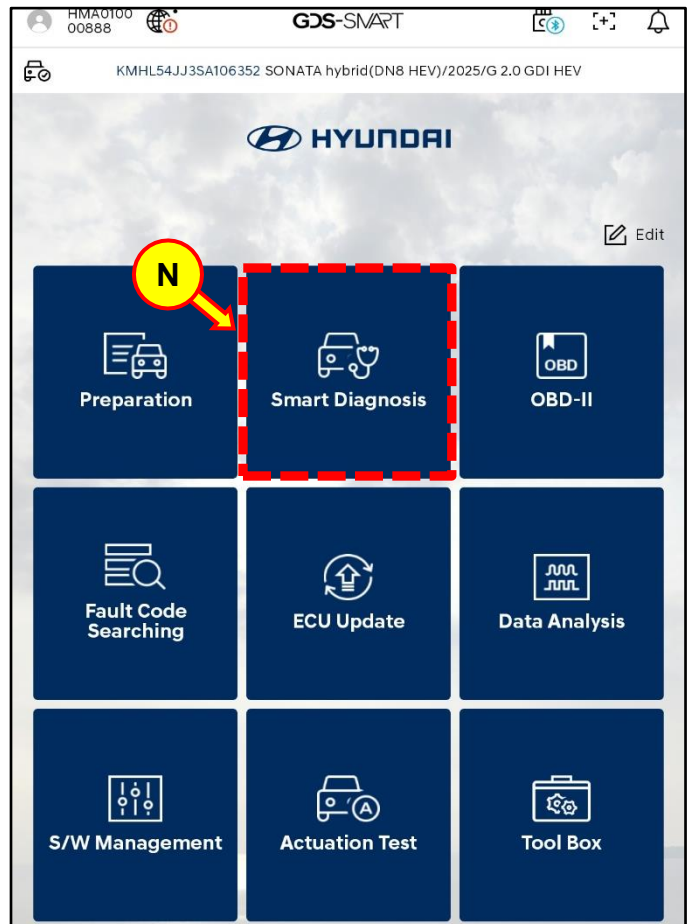 HMA0100
00888
GDS-SMART
KMHL54JJ3SA106352 SONATA hybrid(DN8 HEV)/2025/G 2.0 GDI HEV
HYUNDAI
Edit
N
Preparation
Smart Diagnosis
OBD
OBD-II
Fault Code
Searching
ECU Update
Data Analysis
S/W Management
A
Actuation Test
Tool Box